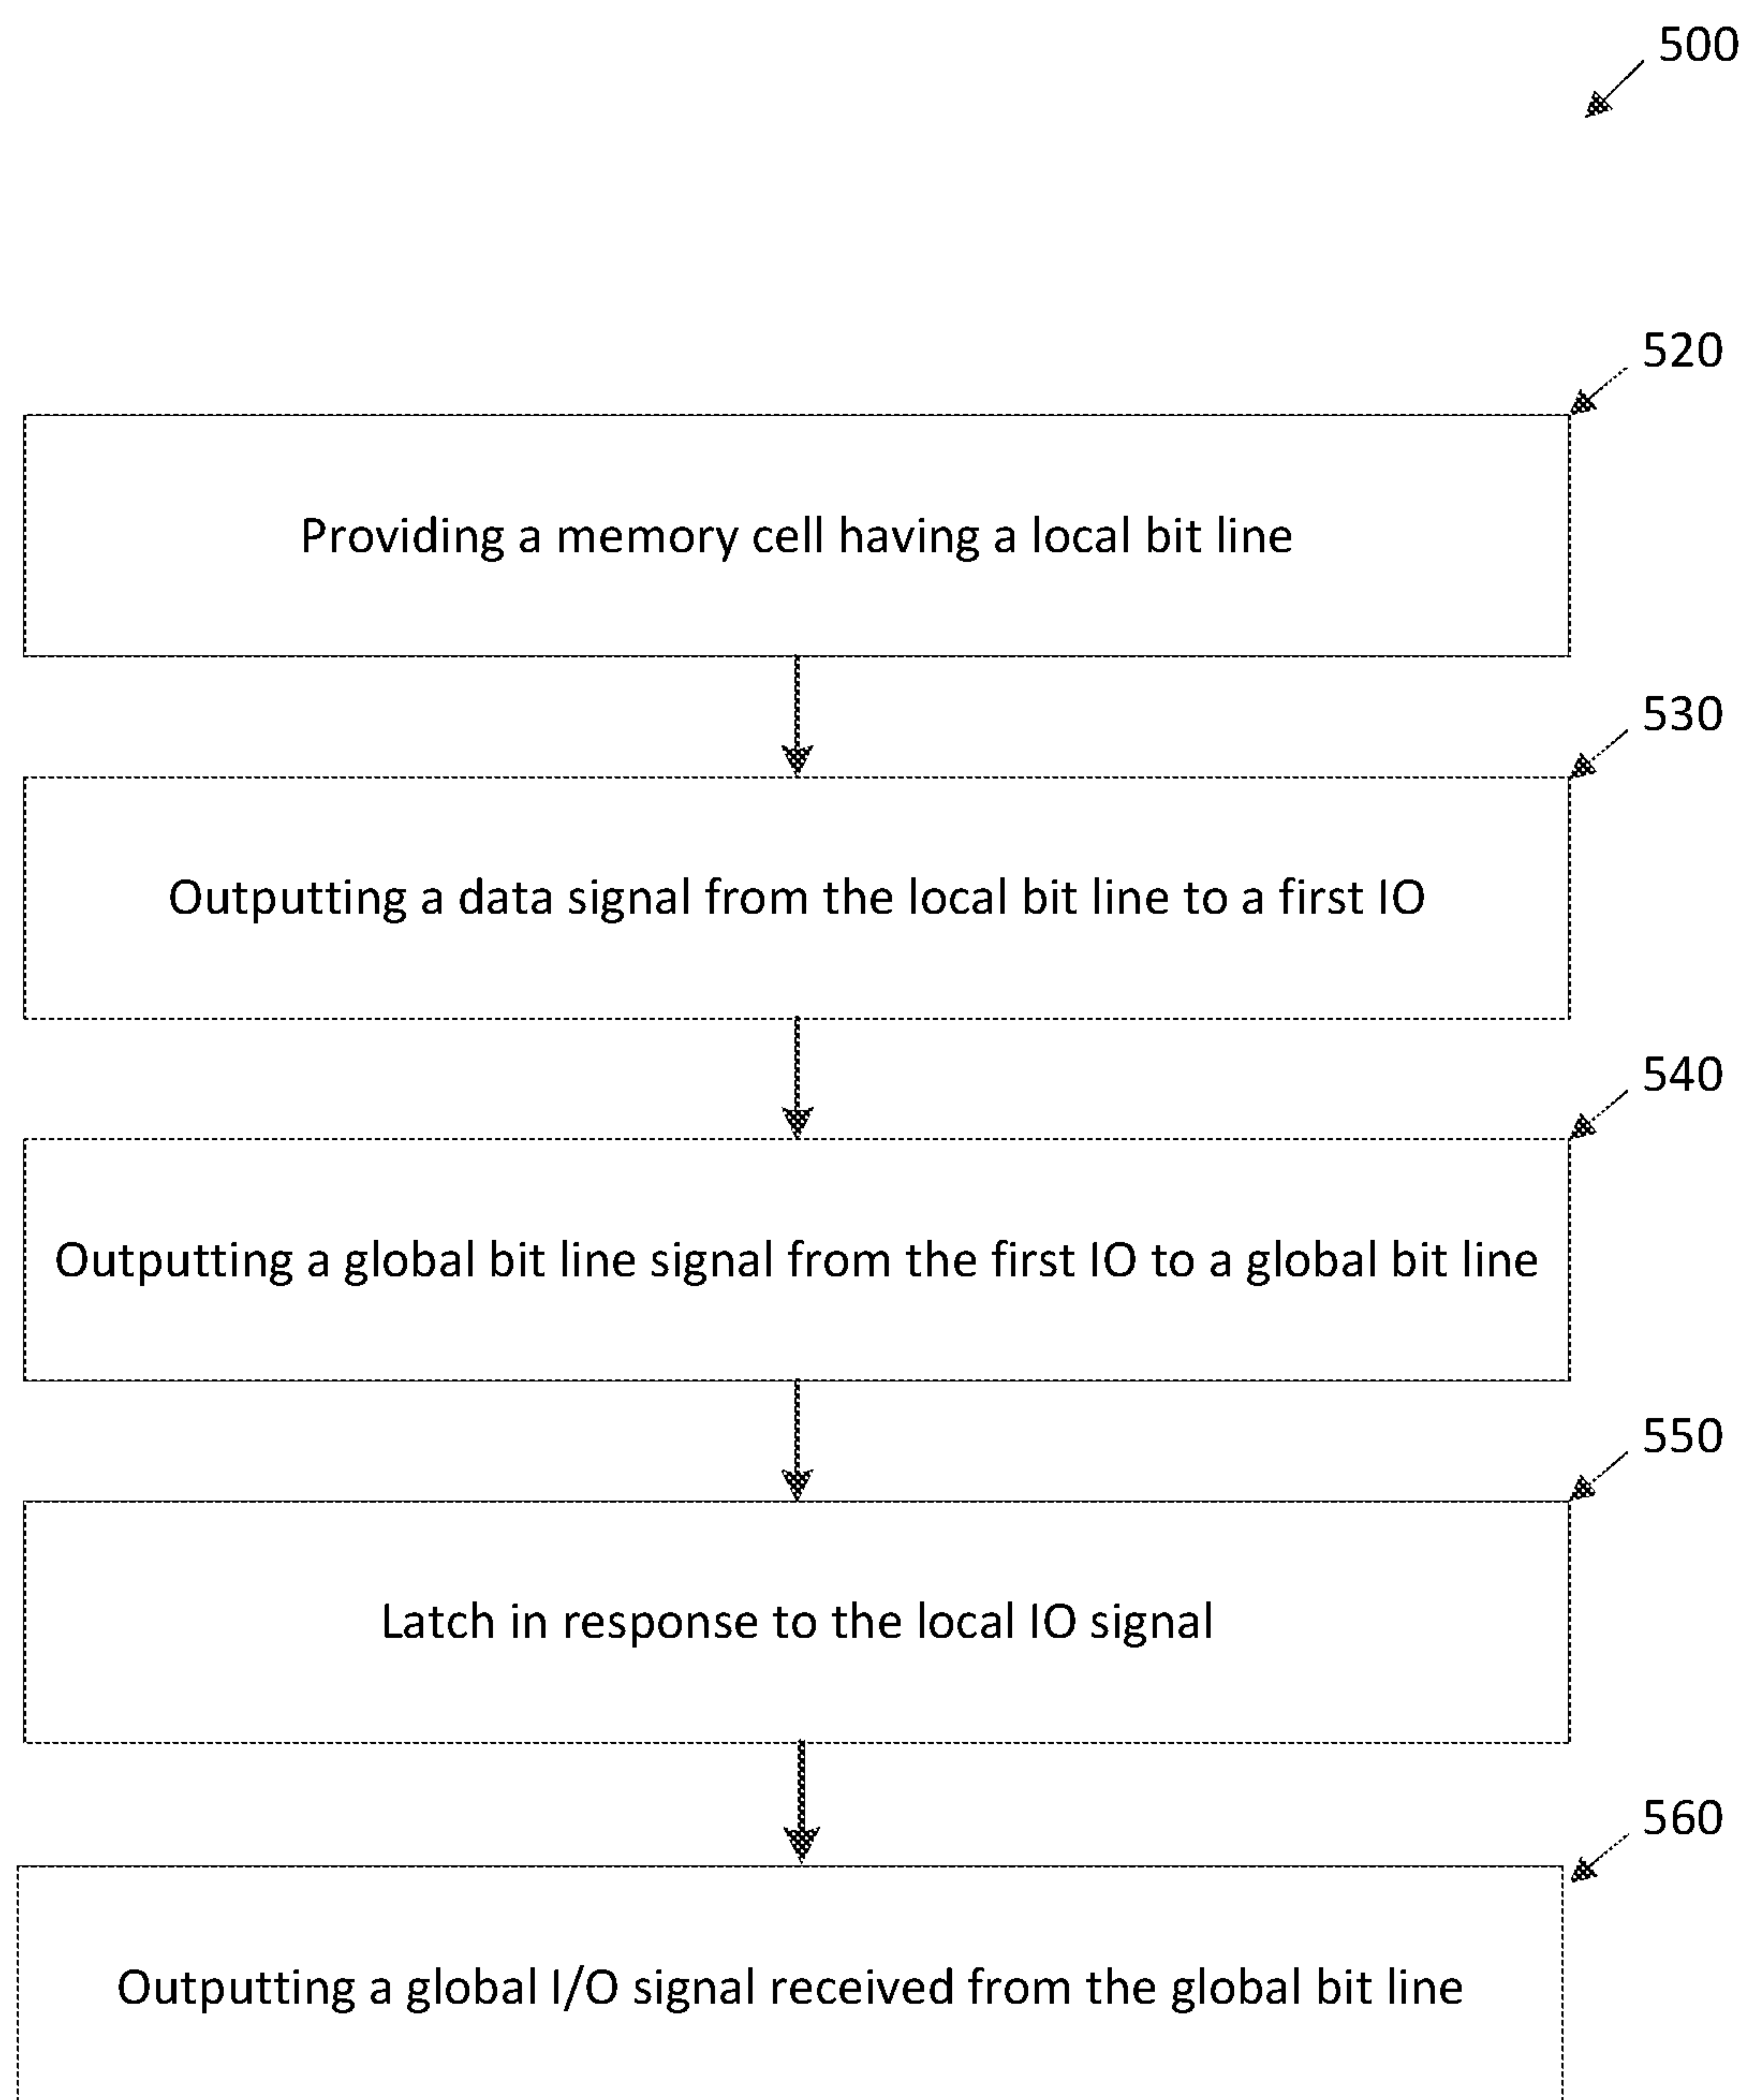 500
520
Providing a memory cell having a local bit line
530
Outputting a data signal from the local bit line to a first IO
540
Outputting a global bit line signal from the first IO to a global bit line
550
Latch in response to the local IO signal
560
Outputting a global I/O signal received from the global bit line